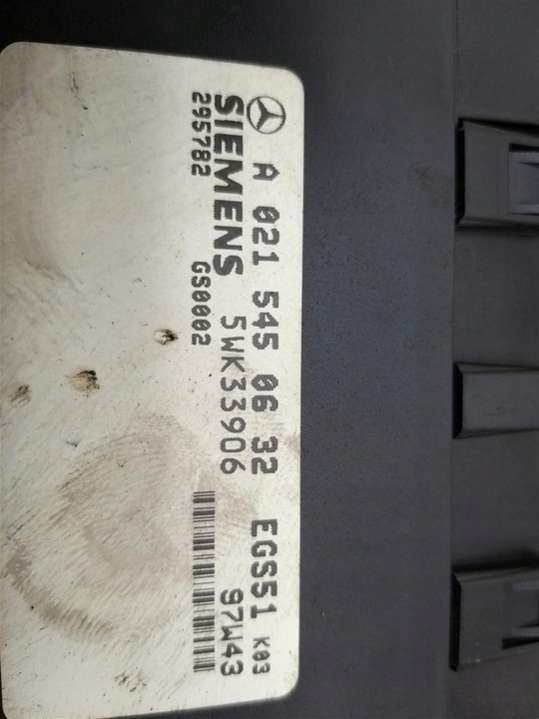 A 021 545 06 32 EGS51 K03
SIEMENS 5WK33906 97W43
295782 GS0002